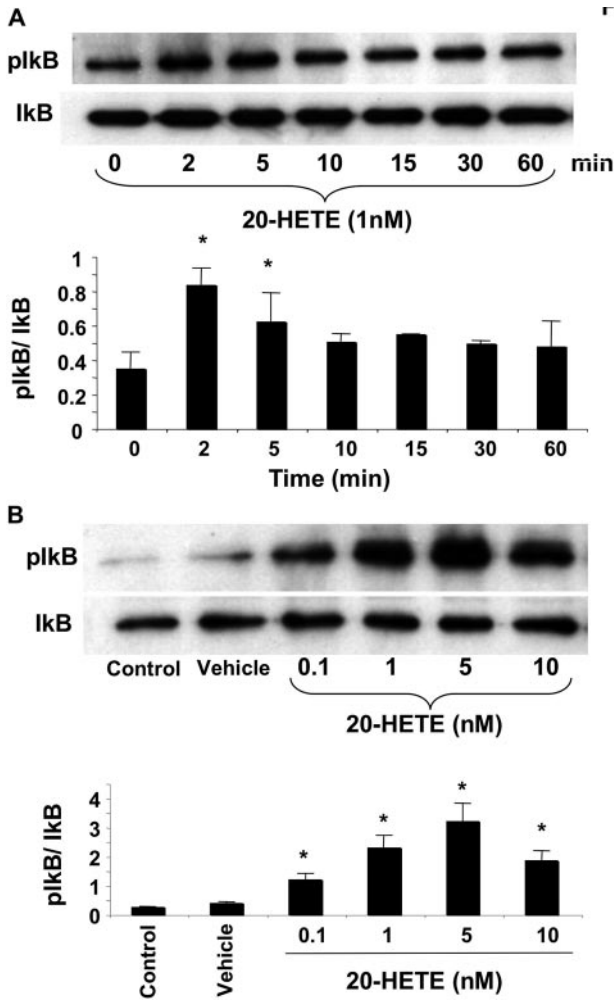 A
pIkB
IkB
0 2 5 10 15 30 60 min
20-HETE (1nM)
* *
1
0.8
0.6
0.4
0.2
0
pIkB/ IkB
0 2 5 10 15 30 60
Time (min)
B
pIkB
IkB
Control Vehicle 0.1 1 5 10
20-HETE (nM)
* * * *
4
3
2
1
0
pIkB/ IkB
Control Vehicle 0.1 1 5 10
20-HETE (nM)